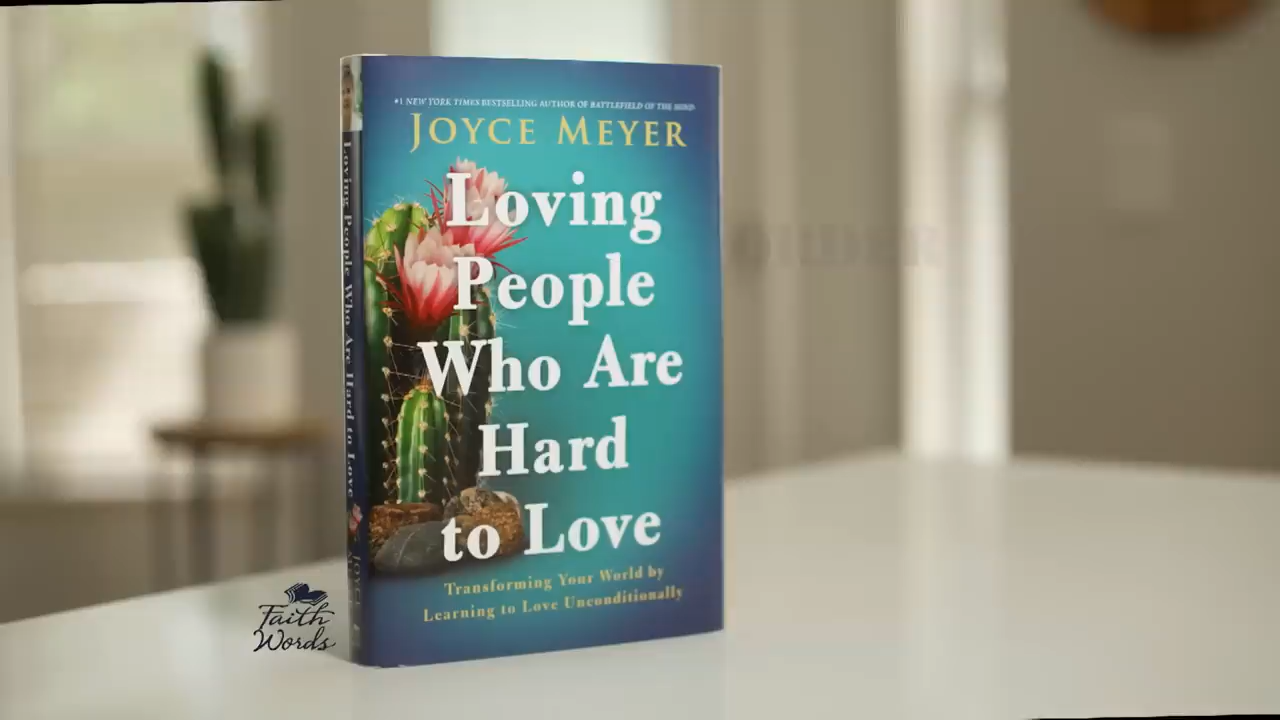 #1 NEW YORK TIMES BESTSELLING AUTHOR OF BATTLEFIELD OF THE MIND
JOYCE MEYER
Loving
People
Who Are
Hard
to Love
Transforming Your World by
Learning to Love Unconditionally
Loving People Who Are Hard to Love
JOYCE
Faith
Words